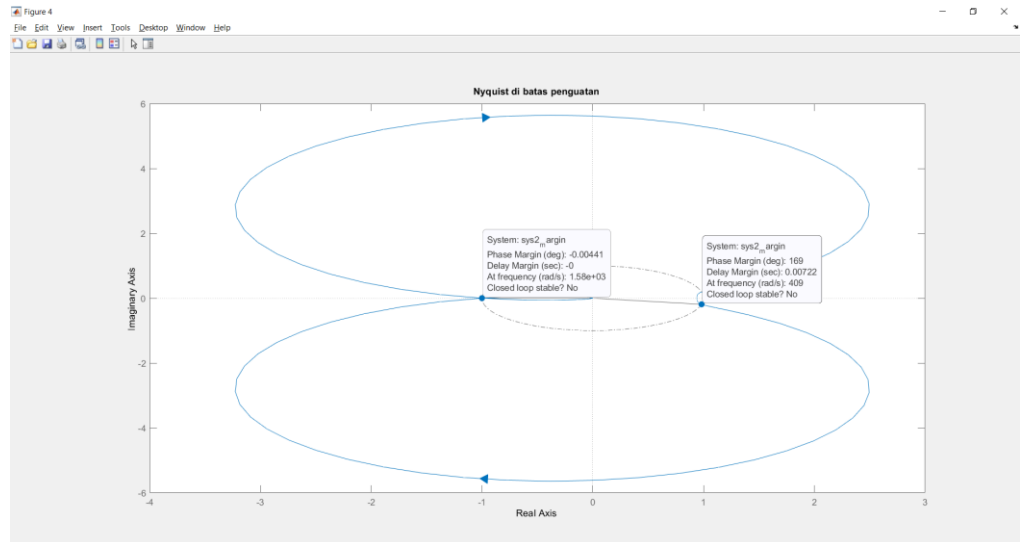 Figure 4
File Edit View Insert Tools Desktop Window Help
Nyquist di batas penguatan
6
4
2
0
-2
-4
-6
Imaginary Axis
System: sys2_margin
Phase Margin (deg): -0.00441
Delay Margin (sec): -0
At frequency (rad/s): 1.58e+03
Closed loop stable? No
System: sys2_margin
Phase Margin (deg): 169
Delay Margin (sec): 0.00722
At frequency (rad/s): 409
Closed loop stable? No
-4 -3 -2 -1 0 1 2 3
Real Axis